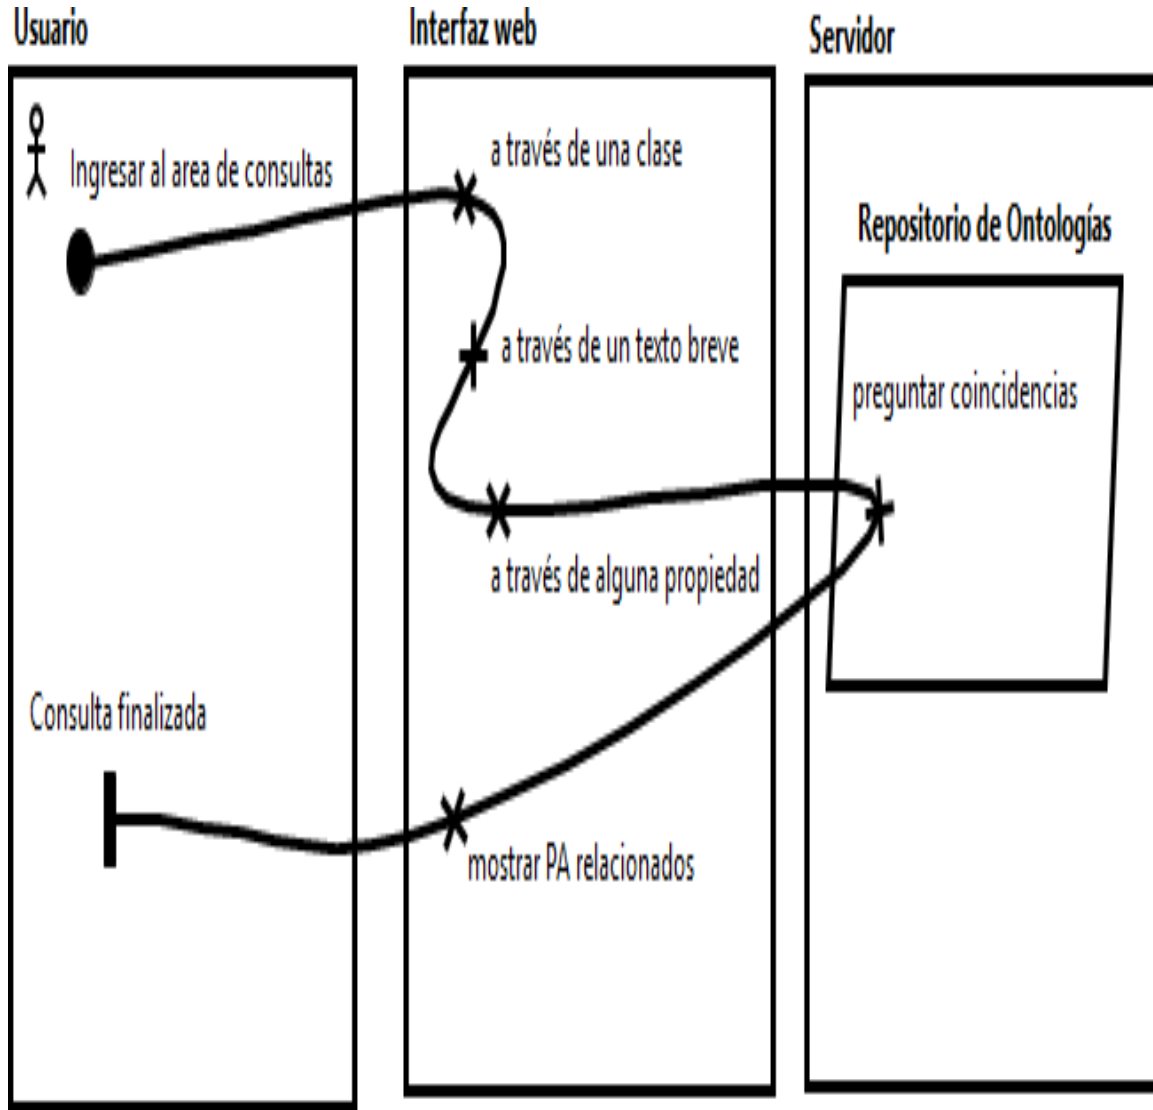 Usuario
Interfaz web
Servidor
Ingresar al area de consultas
a través de una clase
Repositorio de Ontologías
a través de un texto breve
preguntar coincidencias
a través de alguna propiedad
Consulta finalizada
mostrar PA relacionados